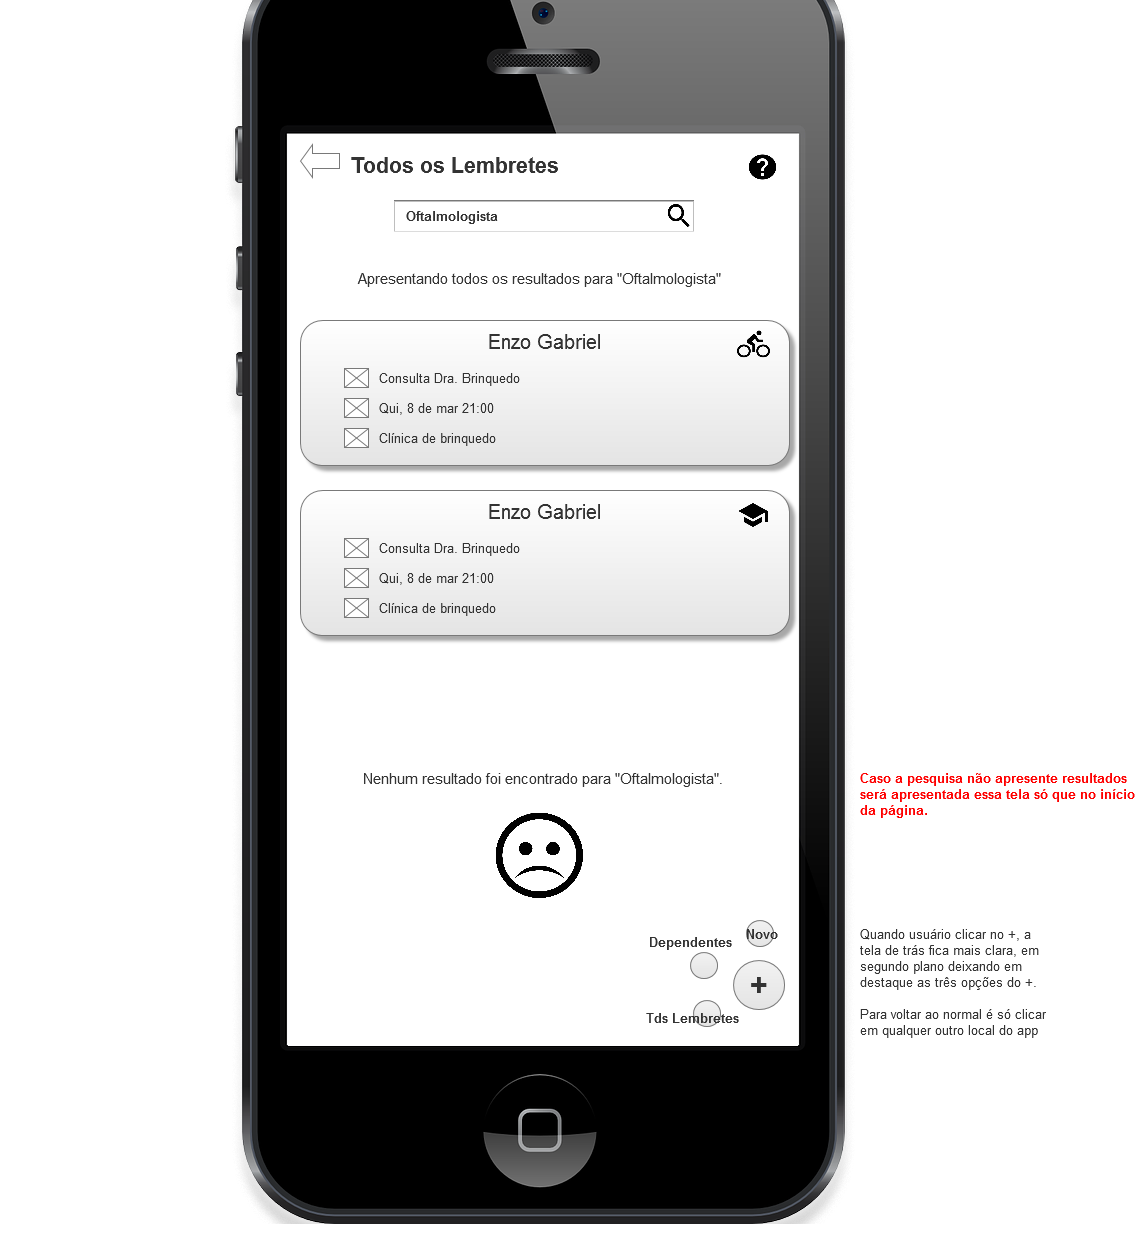 Todos os Lembretes
?
Oftalmologista
Apresentando todos os resultados para "Oftalmologista"
Enzo Gabriel
Consulta Dra. Brinquedo
Qui, 8 de mar 21:00
Clínica de brinquedo
Enzo Gabriel
Consulta Dra. Brinquedo
Qui, 8 de mar 21:00
Clínica de brinquedo
Nenhum resultado foi encontrado para "Oftalmologista".
Caso a pesquisa não apresente resultados
será apresentada essa tela só que no início
da página.
Novo
Dependentes
+
Tds Lembretes
Quando usuário clicar no +, a
tela de trás fica mais clara, em
segundo plano deixando em
destaque as três opções do +.
Para voltar ao normal é só clicar
em qualquer outro local do app